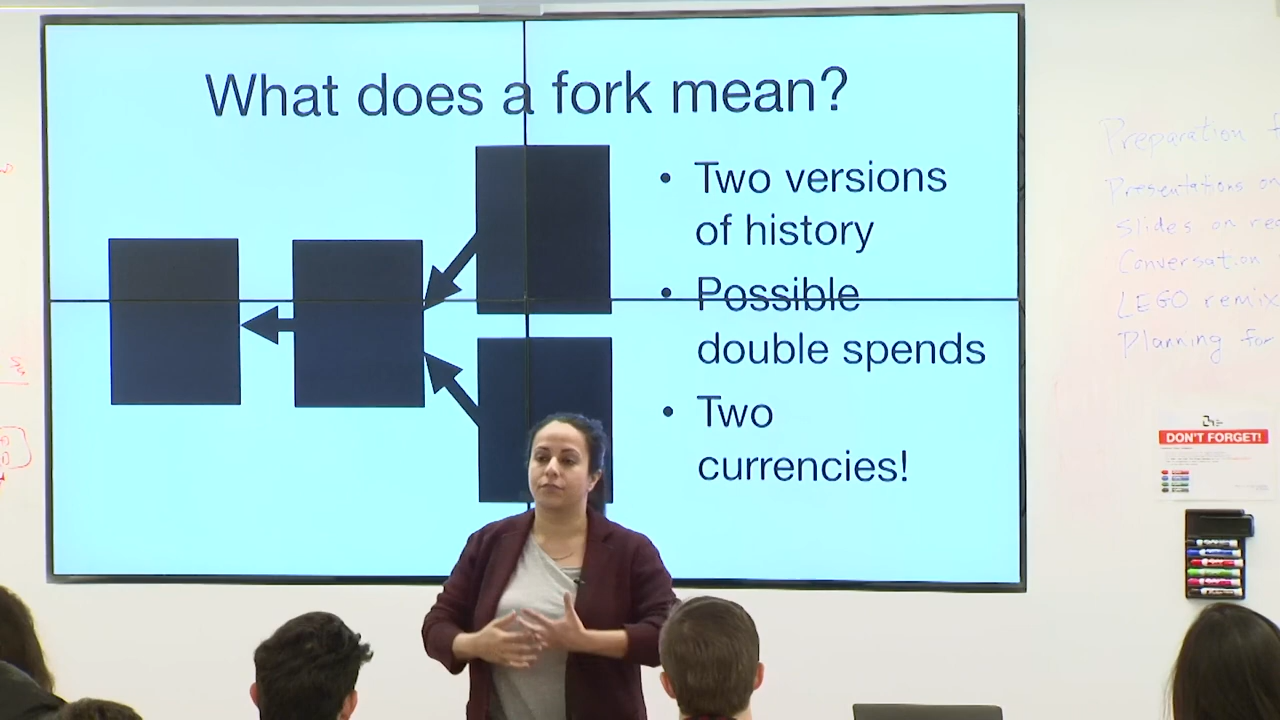 What does a fork mean?
• Two versions
of history
• Possible
double spends
• Two
currencies!
Preparation
Presentations on
slides on
Conversation
LEGO remix
Planning for
DON'T FORGET!